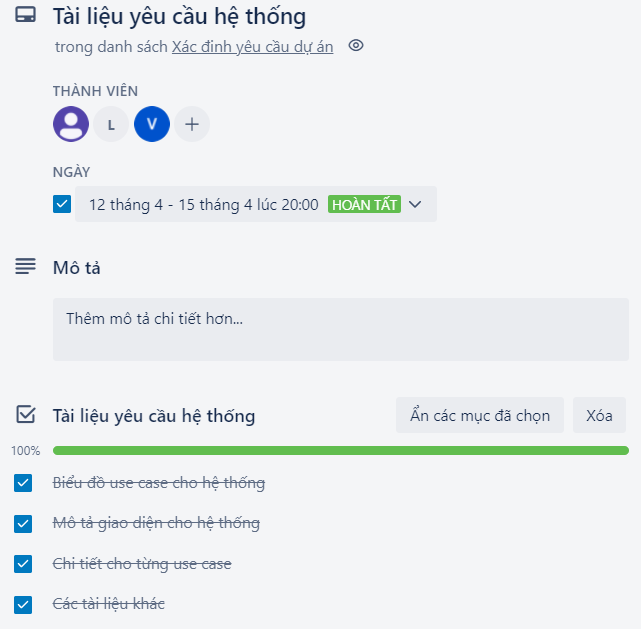 Tài liệu yêu cầu hệ thống
trong danh sách Xác đinh yêu cầu dự án
THÀNH VIÊN
L V
NGÀY
12 tháng 4 - 15 tháng 4 lúc 20:00 HOÀN TẤT
Mô tả
Thêm mô tả chi tiết hơn...
Tài liệu yêu cầu hệ thống Ẩn các mục đã chọn Xóa
100%
Biểu đồ use case cho hệ thống
Mô tả giao diện cho hệ thống
Chi tiết cho từng use case
Các tài liệu khác